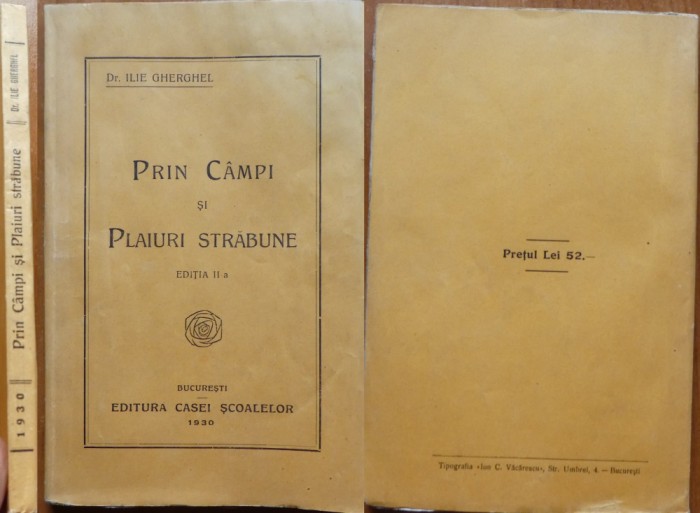 1930 Prin Câmpi și Plaiuri străbune Dr. ILIE GHERGHEL
Dr. ILIE GHERGHEL
PRIN CÂMPI
ȘI
PLAIURI STRĂBUNE
EDIȚIA II a
BUCUREȘTI
EDITURA CASEI ȘCOALELOR
1930
Prețul Lei 52.—
Tipografia «Ion C. Văcărescu», Str. Umbrei, 4. — București